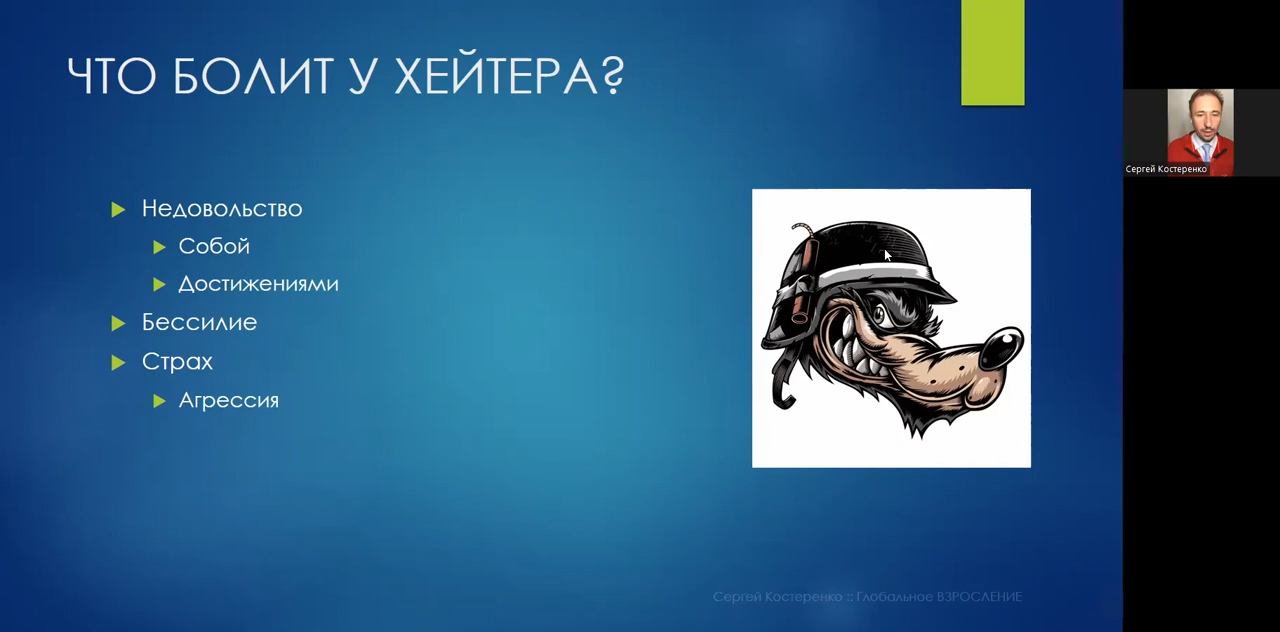 ЧТО БОЛИТ У ХЕЙТЕРА?
Недовольство
Собой
Достижениями
Бессилие
Страх
Агрессия
Сергей Костеренко :: Глобальное ВЗРОСЛЕНИЕ
Сергей Костеренко